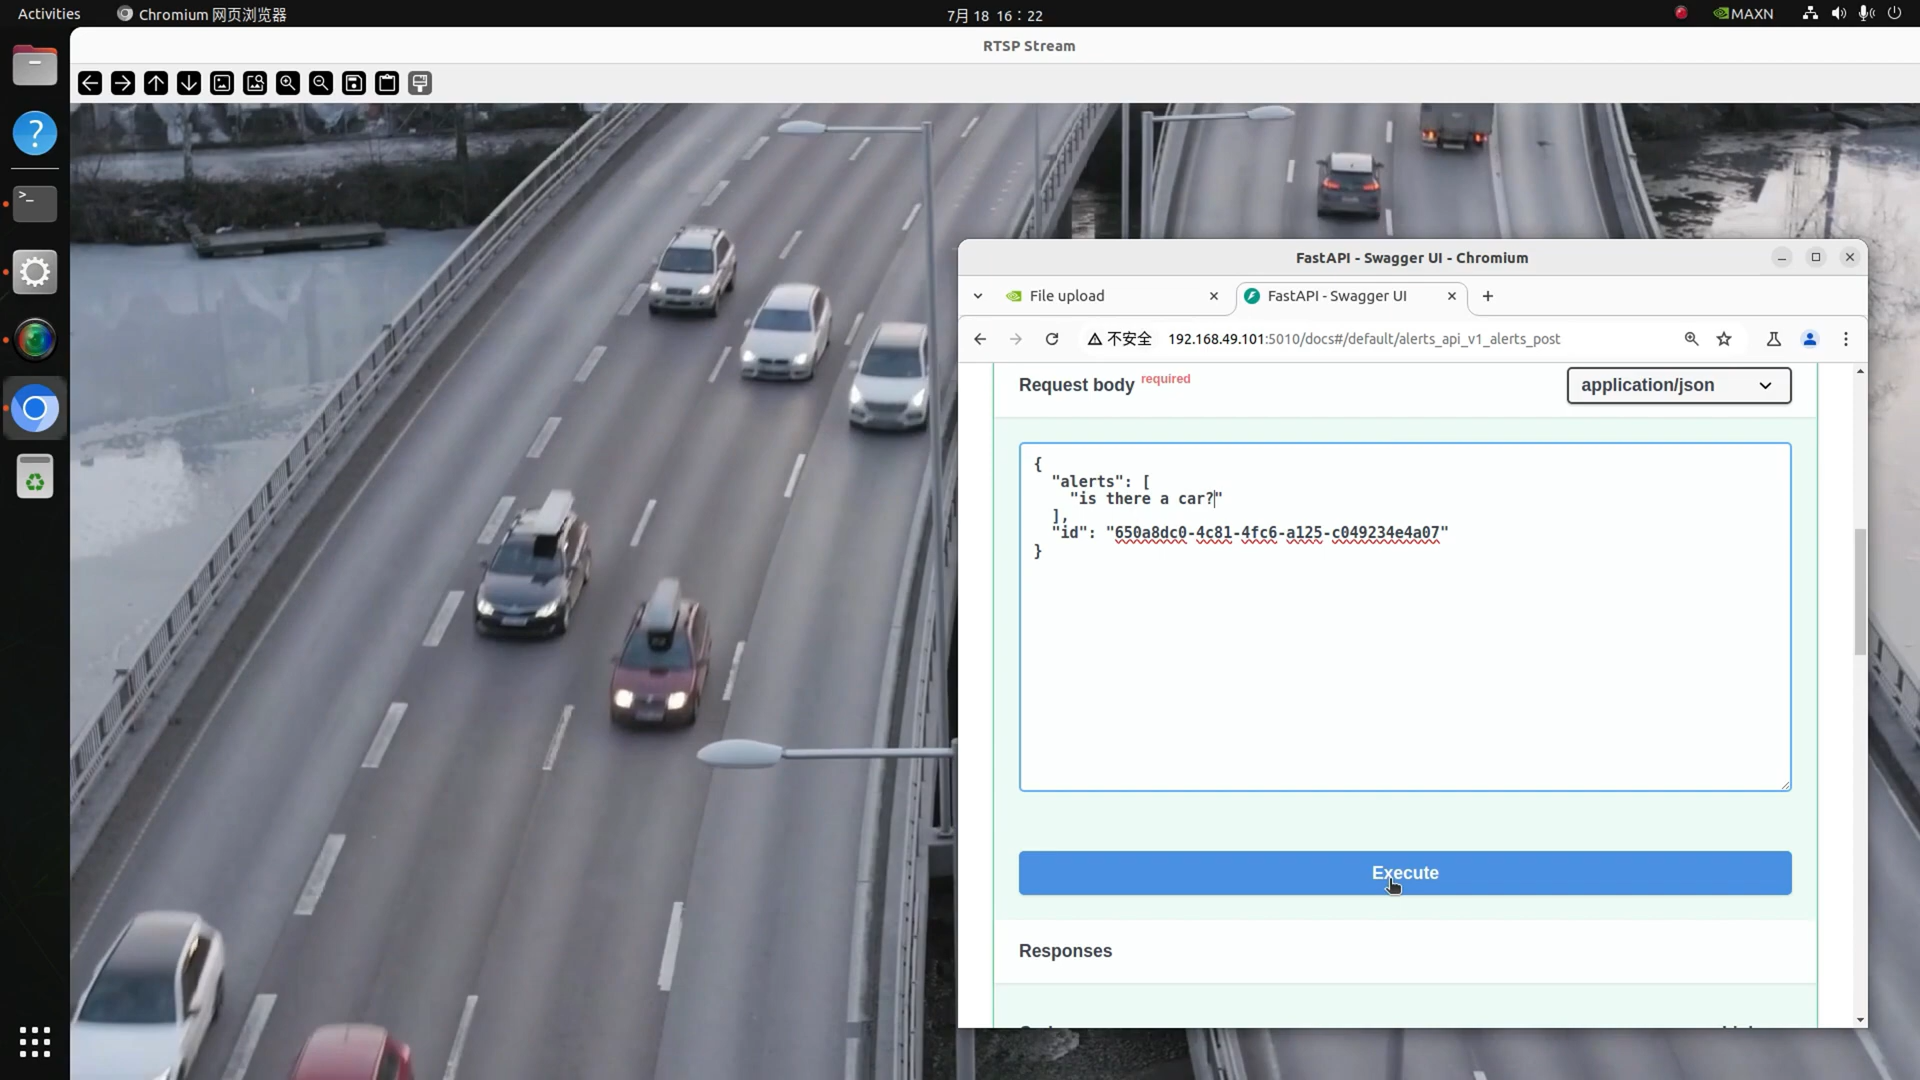 Activities
Chromium 网页浏览器
7月 18 16：22
MAXN
RTSP Stream
FastAPI - Swagger UI - Chromium
File upload
FastAPI - Swagger UI
不安全 192.168.49.101:5010/docs#/default/alerts_api_v1_alerts_post
Request body required
application/json
{
"alerts": [
"is there a car?"
],
"id": "650a8dc0-4c81-4fc6-a125-c049234e4a07"
}
Execute
Responses